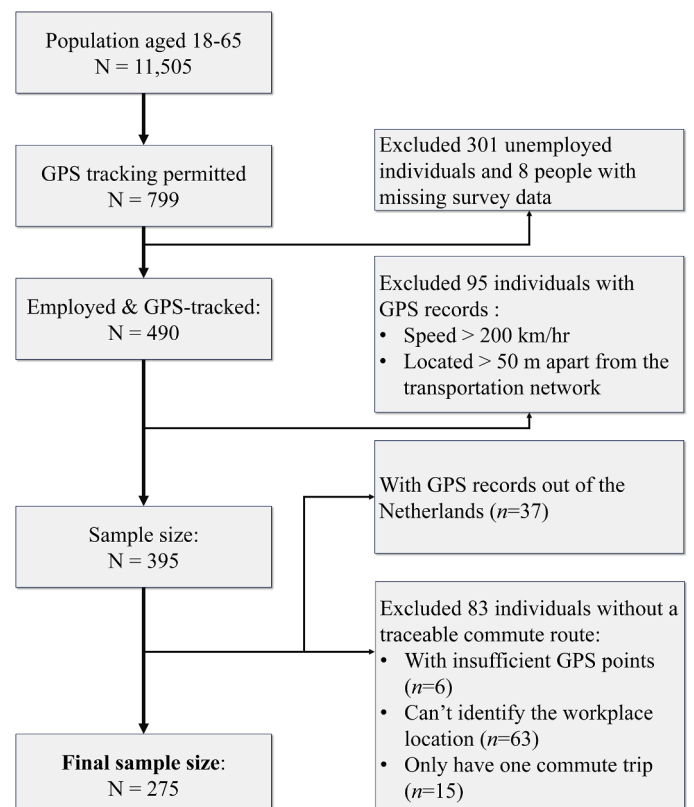 Population aged 18-65
N = 11,505
GPS tracking permitted
N = 799
Excluded 301 unemployed
individuals and 8 people with
missing survey data
Employed & GPS-tracked:
N = 490
Excluded 95 individuals with
GPS records :
• Speed > 200 km/hr
• Located > 50 m apart from the
transportation network
Sample size:
N = 395
With GPS records out of the
Netherlands (n=37)
Excluded 83 individuals without a
traceable commute route:
• With insufficient GPS points
(n=6)
• Can't identify the workplace
location (n=63)
• Only have one commute trip
(n=15)
Final sample size:
N = 275